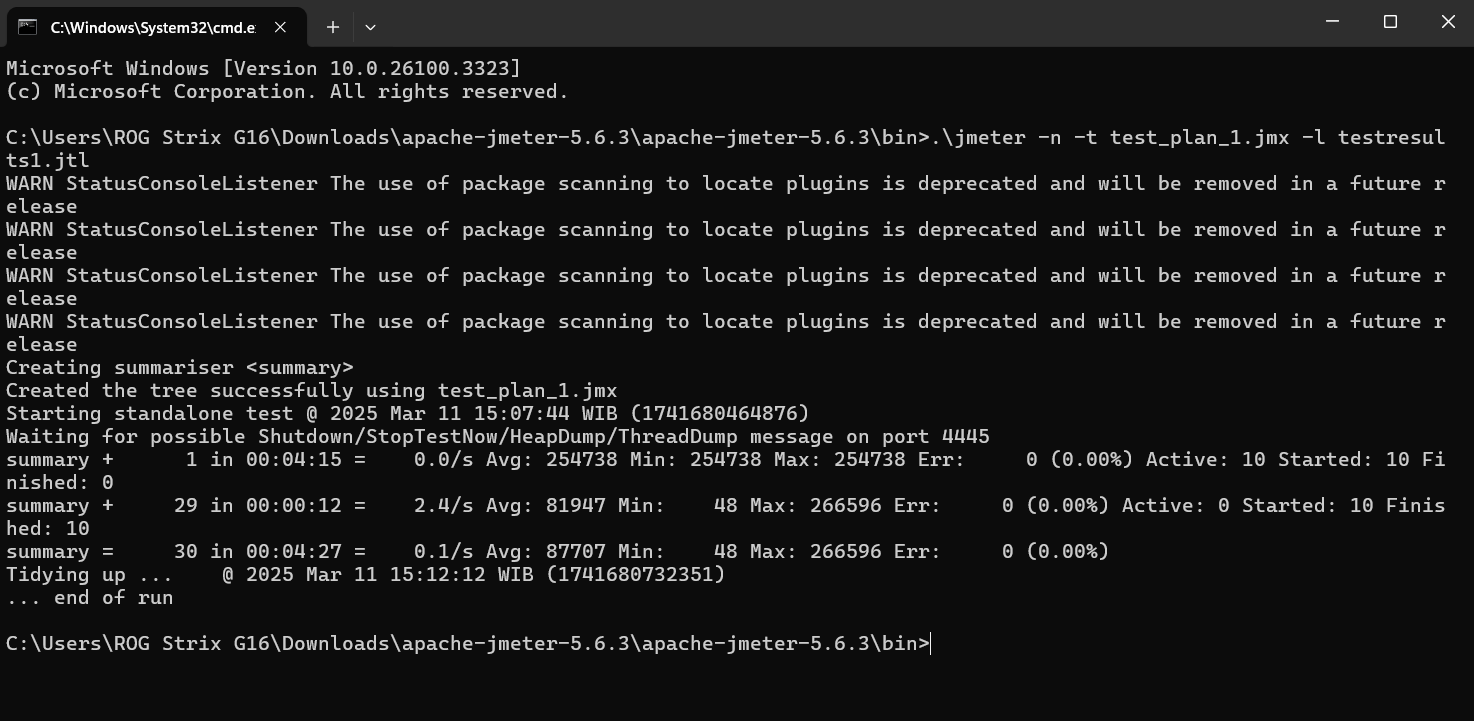 C:\Windows\System32\cmd.e
Microsoft Windows [Version 10.0.26100.3323]
(c) Microsoft Corporation. All rights reserved.
C:\Users\ROG Strix G16\Downloads\apache-jmeter-5.6.3\apache-jmeter-5.6.3\bin>.\jmeter -n -t test_plan_1.jmx -l testresul
ts1.jtl
WARN StatusConsoleListener The use of package scanning to locate plugins is deprecated and will be removed in a future r
elease
WARN StatusConsoleListener The use of package scanning to locate plugins is deprecated and will be removed in a future r
elease
WARN StatusConsoleListener The use of package scanning to locate plugins is deprecated and will be removed in a future r
elease
WARN StatusConsoleListener The use of package scanning to locate plugins is deprecated and will be removed in a future r
elease
Creating summariser <summary>
Created the tree successfully using test_plan_1.jmx
Starting standalone test @ 2025 Mar 11 15:07:44 WIB (1741680464876)
Waiting for possible Shutdown/StopTestNow/HeapDump/ThreadDump message on port 4445
summary +      1 in 00:04:15 =    0.0/s Avg: 254738 Min: 254738 Max: 254738 Err:     0 (0.00%) Active: 10 Started: 10 Fi
nished: 0
summary +     29 in 00:00:12 =    2.4/s Avg: 81947 Min:    48 Max: 266596 Err:     0 (0.00%) Active: 0 Started: 10 Finis
hed: 10
summary =     30 in 00:04:27 =    0.1/s Avg: 87707 Min:    48 Max: 266596 Err:     0 (0.00%)
Tidying up ...    @ 2025 Mar 11 15:12:12 WIB (1741680732351)
... end of run
C:\Users\ROG Strix G16\Downloads\apache-jmeter-5.6.3\apache-jmeter-5.6.3\bin>